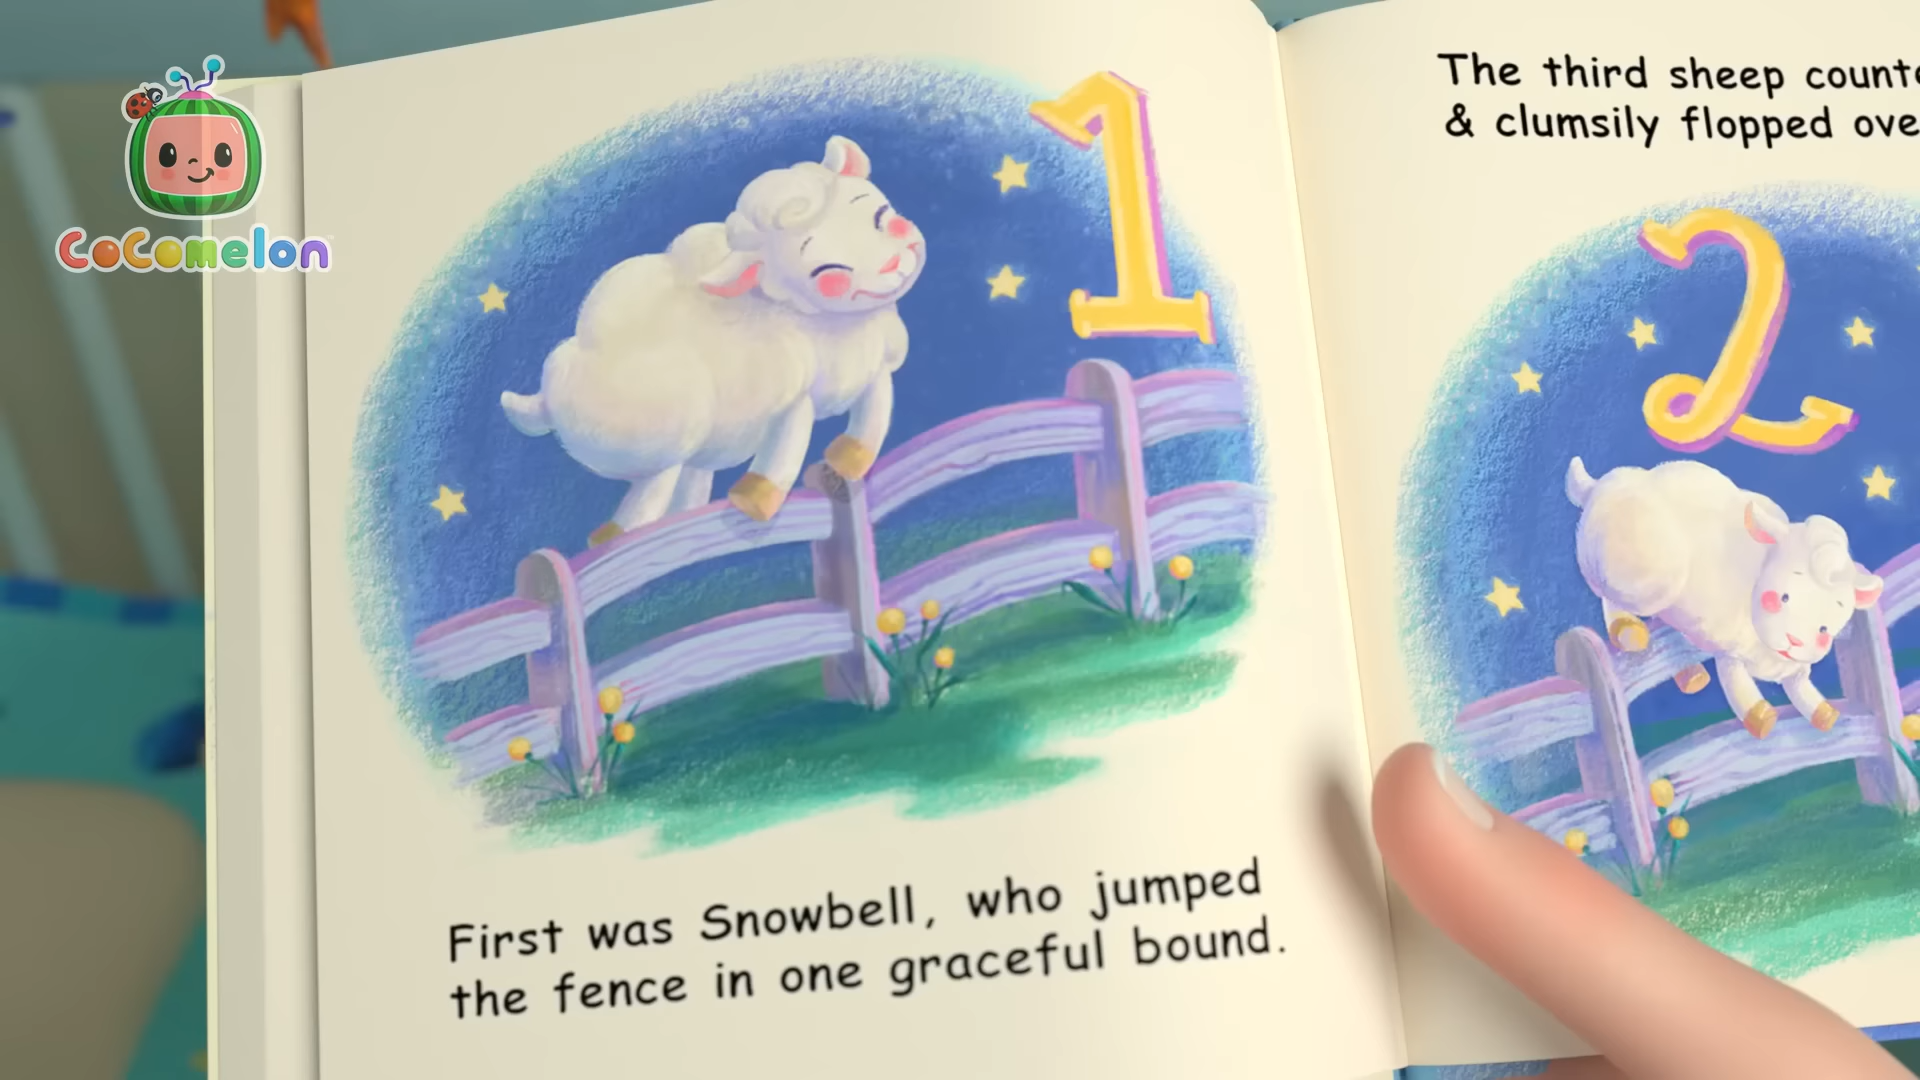 CoComelon
1
First was Snowbell, who jumped
the fence in one graceful bound.
The third sheep
& clumsily flopped
2